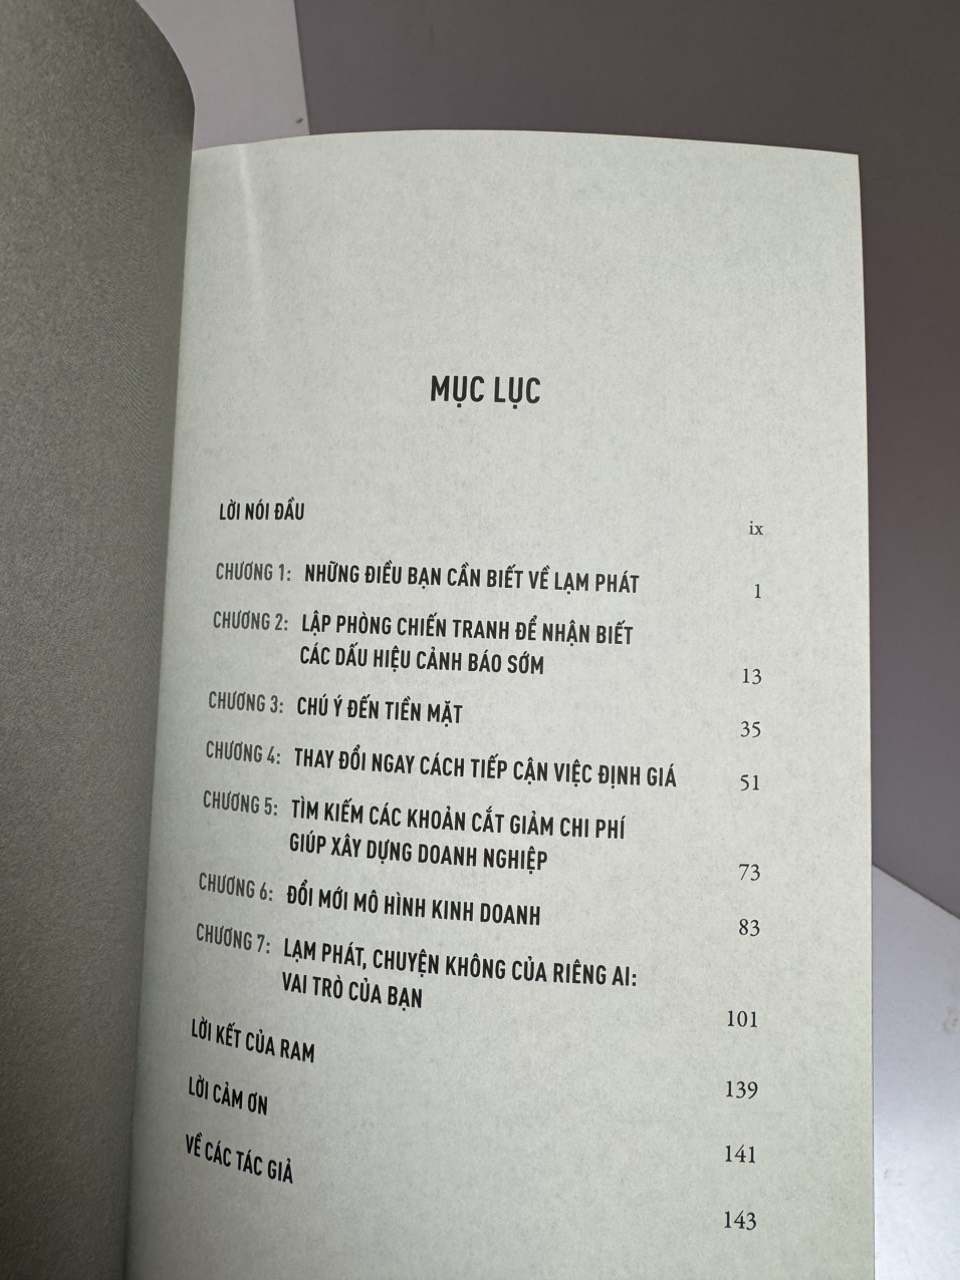 MỤC LỤC
LỜI NÓI ĐẦU ix
CHƯƠNG 1: NHỮNG ĐIỀU BẠN CẦN BIẾT VỀ LẠM PHÁT 1
CHƯƠNG 2: LẬP PHÒNG CHIẾN TRANH ĐỂ NHẬN BIẾT
CÁC DẤU HIỆU CẢNH BÁO SỚM 13
CHƯƠNG 3: CHÚ Ý ĐẾN TIỀN MẶT 35
CHƯƠNG 4: THAY ĐỔI NGAY CÁCH TIẾP CẬN VIỆC ĐỊNH GIÁ 51
CHƯƠNG 5: TÌM KIẾM CÁC KHOẢN CẮT GIẢM CHI PHÍ
GIÚP XÂY DỰNG DOANH NGHIỆP 73
CHƯƠNG 6: ĐỔI MỚI MÔ HÌNH KINH DOANH 83
CHƯƠNG 7: LẠM PHÁT, CHUYỆN KHÔNG CỦA RIÊNG AI:
VAI TRÒ CỦA BẠN 101
LỜI KẾT CỦA RAM 139
LỜI CẢM ƠN 141
VỀ CÁC TÁC GIẢ 143